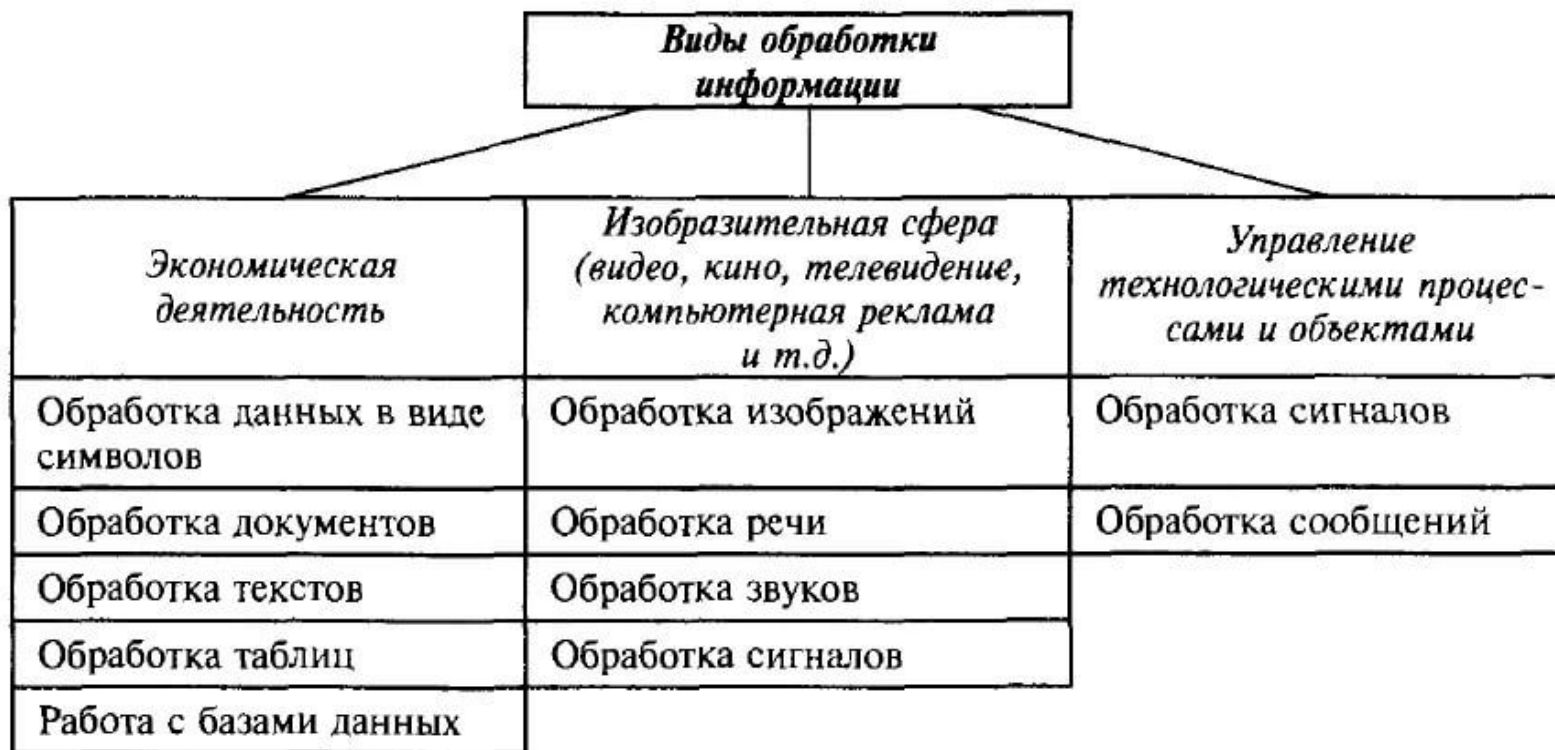 Виды обработки
информации
Экономическая
деятельность
Изобразительная сфера
(видео, кино, телевидение,
компьютерная реклама
и т.д.)
Управление
технологическими процес-
сами и объектами
Обработка данных в виде
символов
Обработка изображений
Обработка сигналов
Обработка документов
Обработка речи
Обработка сообщений
Обработка текстов
Обработка звуков
Обработка таблиц
Обработка сигналов
Работа с базами данных